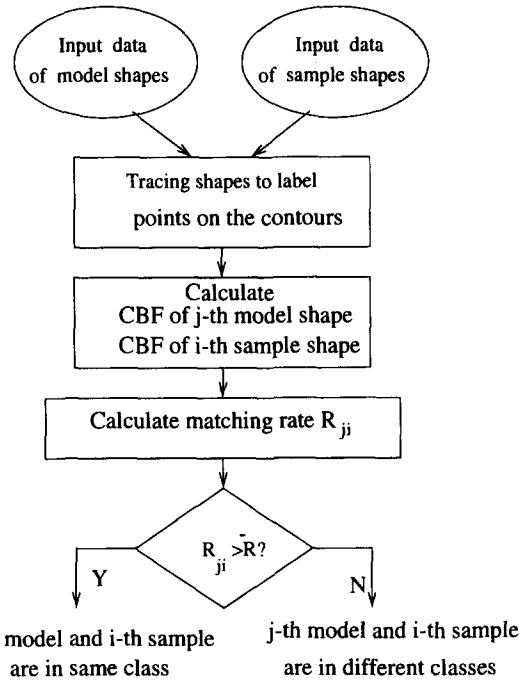 Input data
of model shapes
Input data
of sample shapes
Tracing shapes to label
points on the contours
Calculate
CBF of j-th model shape
CBF of i-th sample shape
Calculate matching rate R ji
R ji >R̄?
Y
N
model and i-th sample
are in same class
j-th model and i-th sample
are in different classes